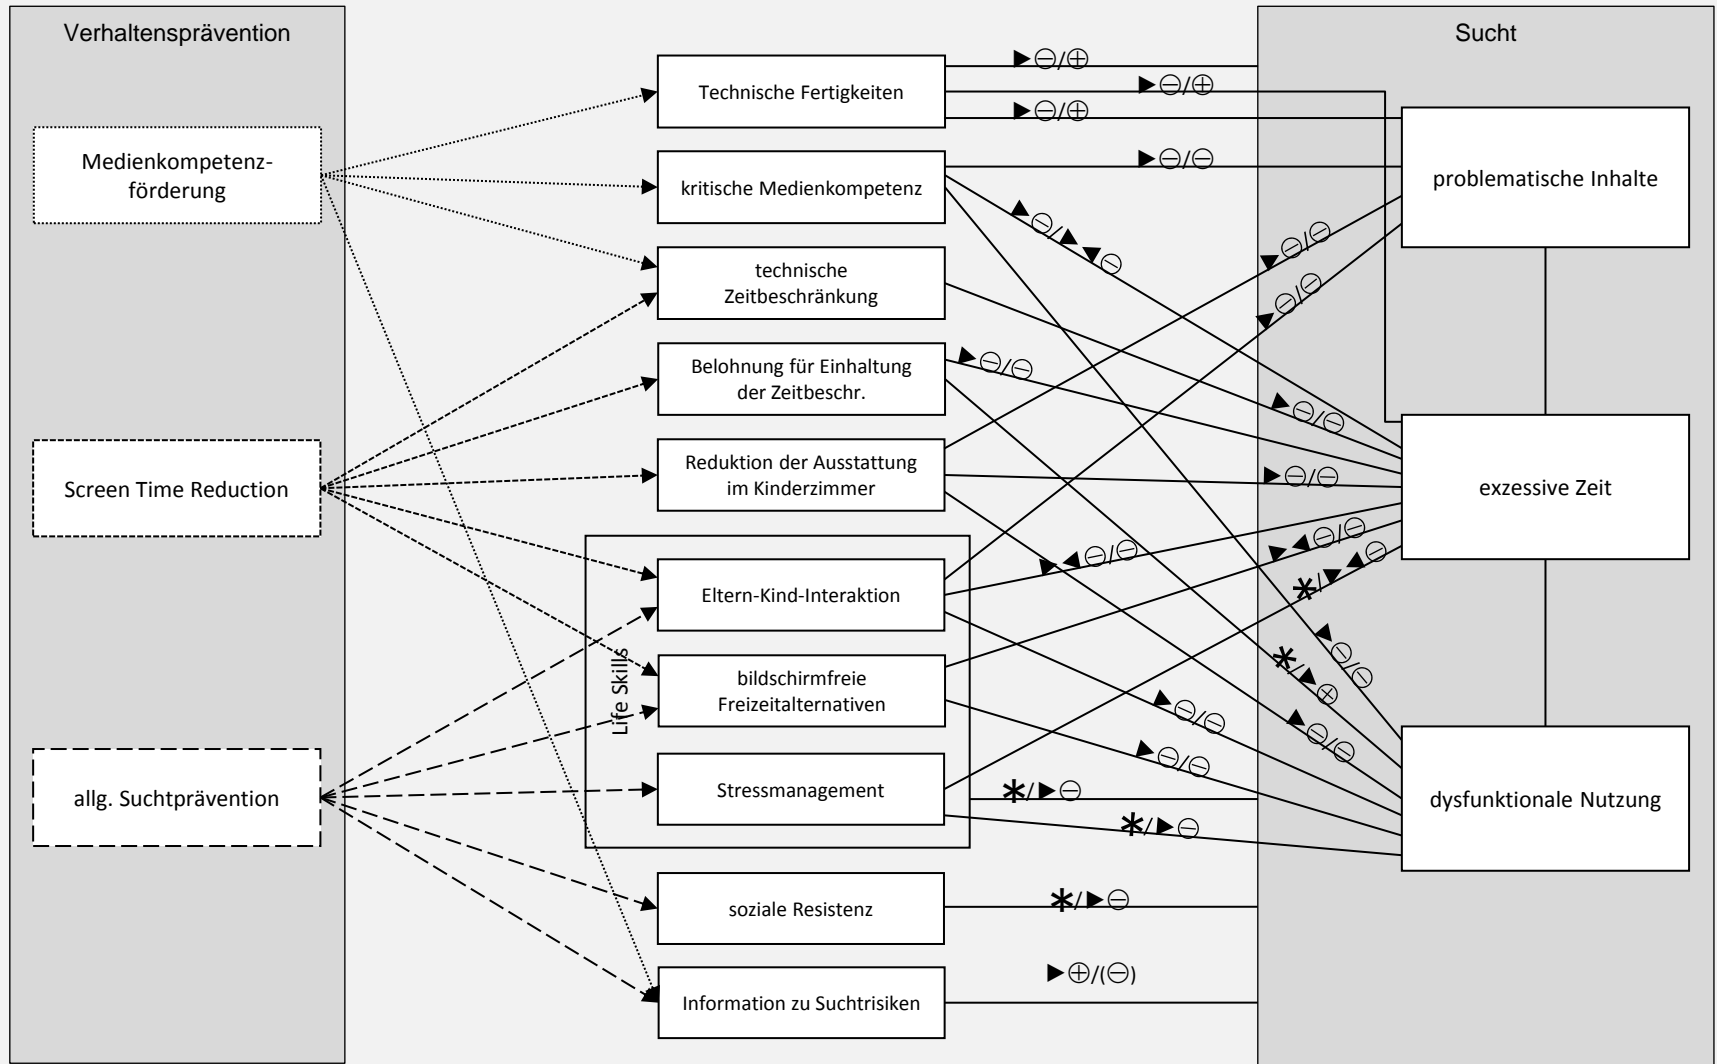 Verhaltensprävention
Sucht
Medienkompetenz-
förderung
Screen Time Reduction
allg. Suchtprävention
Technische Fertigkeiten
kritische Medienkompetenz
technische
Zeitbeschränkung
Belohnung für Einhaltung
der Zeitbeschr.
Reduktion der Ausstattung
im Kinderzimmer
Life Skills
Eltern-Kind-Interaktion
bildschirmfreie
Freizeitalternativen
Stressmanagement
soziale Resistenz
Information zu Suchtrisiken
►⊖/⊕
►⊖/⊕
►⊖/⊕
►⊖/⊖
►⊖/►◄⊖
►⊖/⊖
►⊖/⊖
►⊖/⊖
►⊖/⊖
►⊖/⊖
►◄⊖/⊖
►◄⊖/⊖
*/►◄⊖
►⊖/⊖
*/►⊕
►⊖/⊖
►⊖/⊖
►⊖/⊖
*/►⊖
*/►⊖
*/►⊖
►⊕/(⊖)
problematische Inhalte
exzessive Zeit
dysfunktionale Nutzung